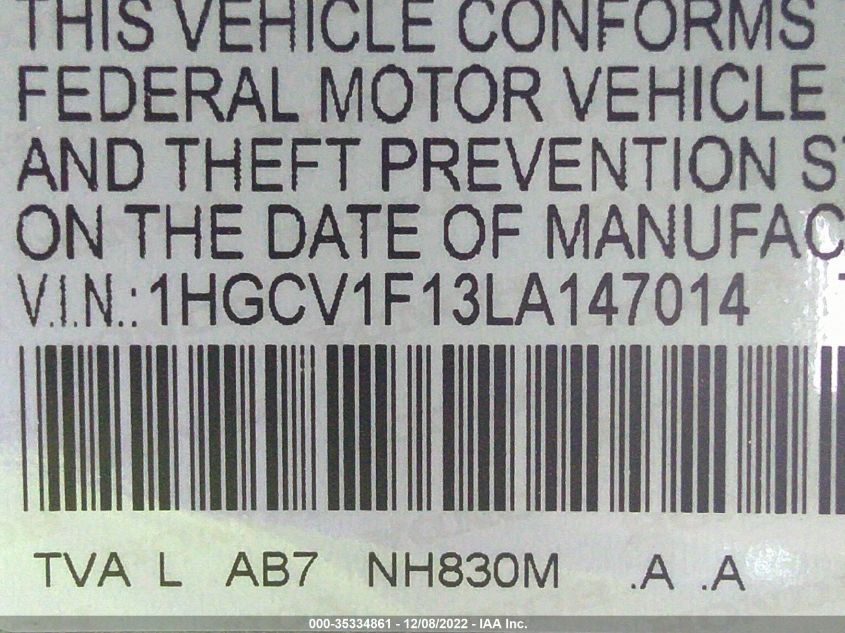 THIS VEHICLE CONFORMS
FEDERAL MOTOR VEHICLE
AND THEFT PREVENTION S
ON THE DATE OF MANUFAC
V.I.N.: 1HGCV1F13LA147014
TVA L AB7 NH830M .A .A
000-35334861 - 12/08/2022 - IAA Inc.